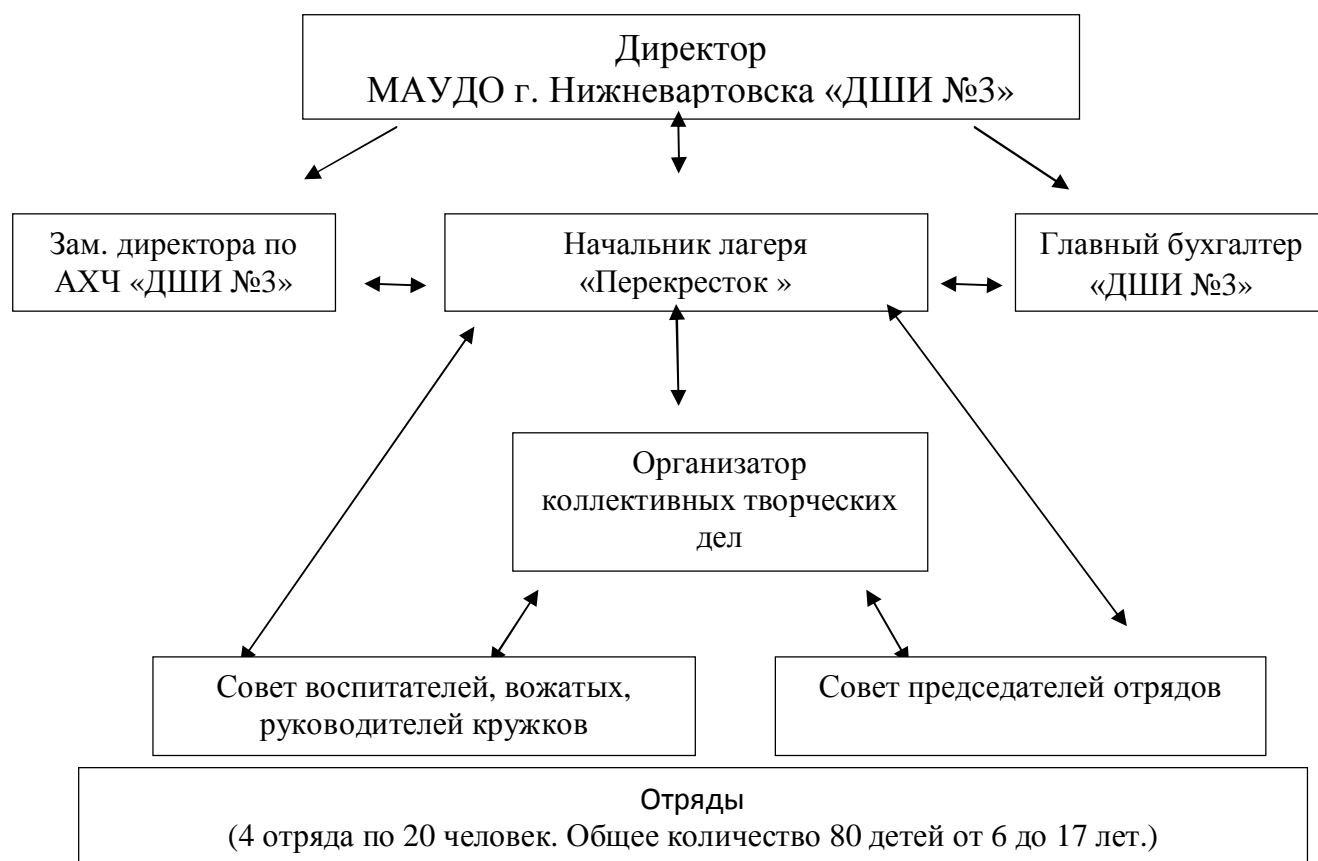 Директор
МАУДО г. Нижневартовска «ДШИ №3»
Зам. директора по
АХЧ «ДШИ №3»
Начальник лагеря
«Перекресток »
Главный бухгалтер
«ДШИ №3»
Организатор
коллективных творческих
дел
Совет воспитателей, вожатых,
руководителей кружков
Совет председателей отрядов
Отряды
(4 отряда по 20 человек. Общее количество 80 детей от 6 до 17 лет.)